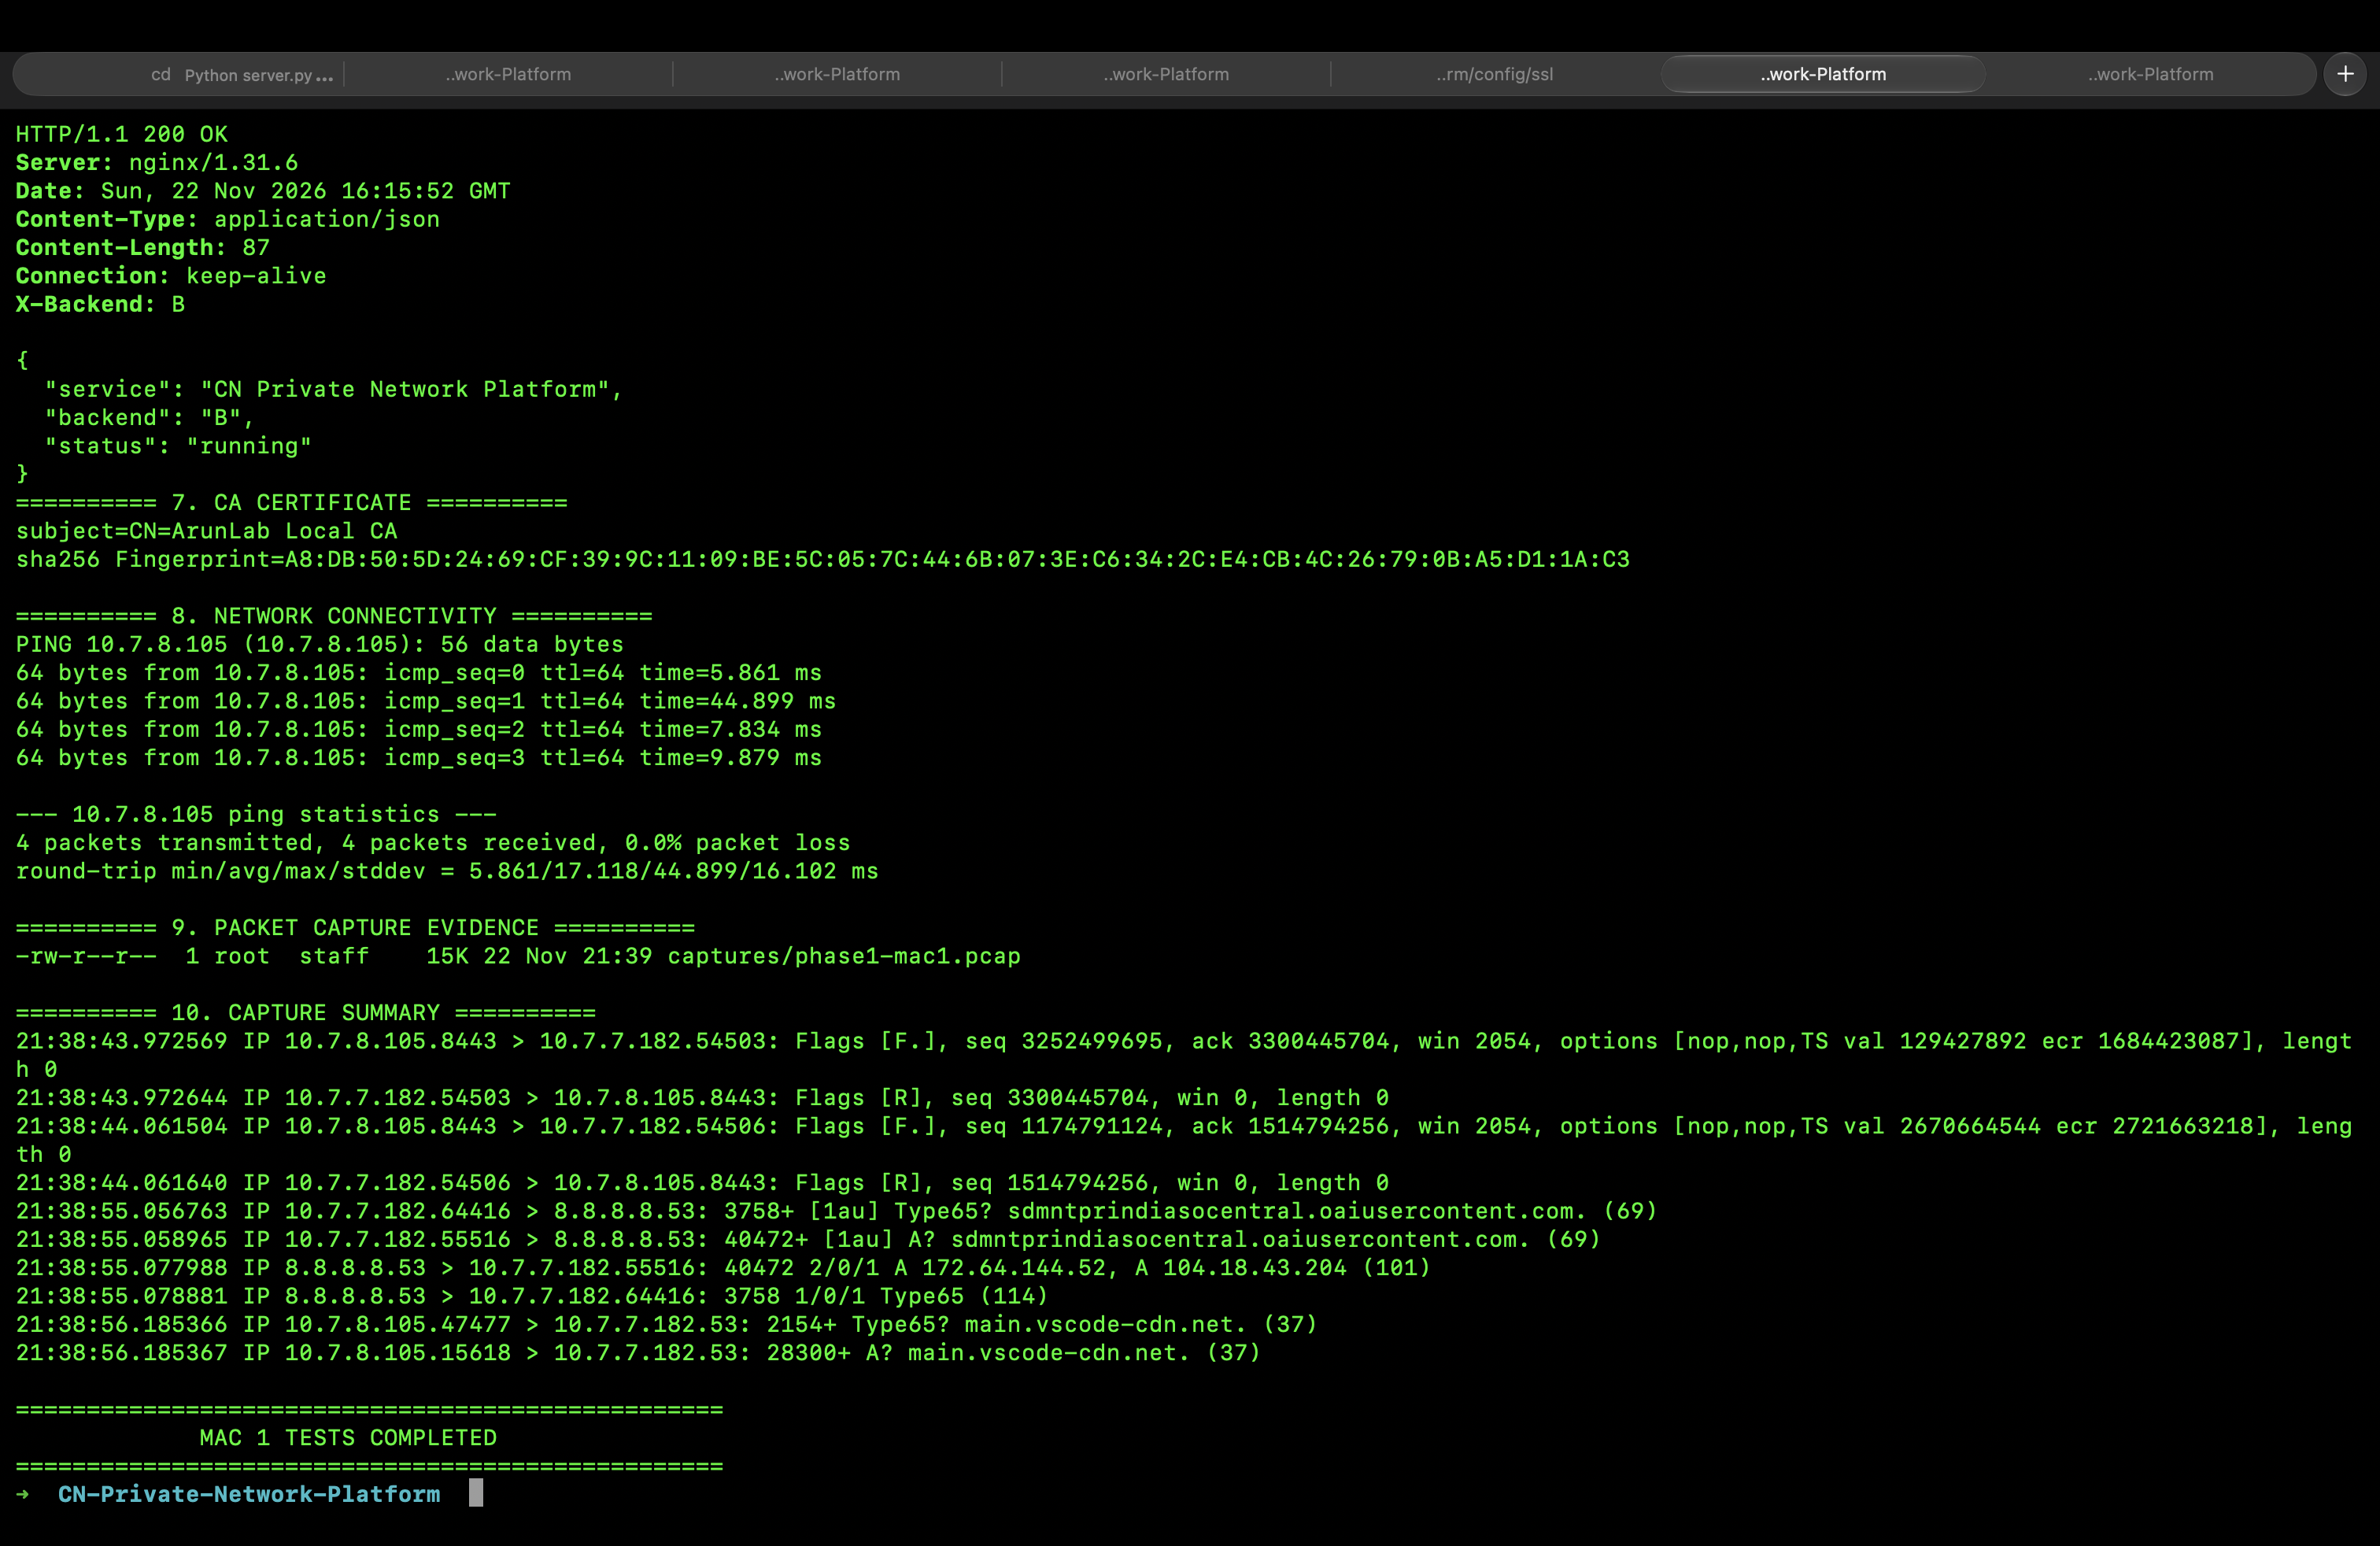 cd Python server.py ... ..work-Platform ..work-Platform ..work-Platform ..rm/config/ssl ..work-Platform ..work-Platform +
HTTP/1.1 200 OK
Server: nginx/1.31.6
Date: Sun, 22 Nov 2026 16:15:52 GMT
Content-Type: application/json
Content-Length: 87
Connection: keep-alive
X-Backend: B
{
  "service": "CN Private Network Platform",
  "backend": "B",
  "status": "running"
}
========== 7. CA CERTIFICATE ==========
subject=CN=ArunLab Local CA
sha256 Fingerprint=A8:DB:50:5D:24:69:CF:39:9C:11:09:BE:5C:05:7C:44:6B:07:3E:C6:34:2C:E4:CB:4C:26:79:0B:A5:D1:1A:C3
========== 8. NETWORK CONNECTIVITY ==========
PING 10.7.8.105 (10.7.8.105): 56 data bytes
64 bytes from 10.7.8.105: icmp_seq=0 ttl=64 time=5.861 ms
64 bytes from 10.7.8.105: icmp_seq=1 ttl=64 time=44.899 ms
64 bytes from 10.7.8.105: icmp_seq=2 ttl=64 time=7.834 ms
64 bytes from 10.7.8.105: icmp_seq=3 ttl=64 time=9.879 ms
--- 10.7.8.105 ping statistics ---
4 packets transmitted, 4 packets received, 0.0% packet loss
round-trip min/avg/max/stddev = 5.861/17.118/44.899/16.102 ms
========== 9. PACKET CAPTURE EVIDENCE ==========
-rw-r--r--  1 root  staff    15K 22 Nov 21:39 captures/phase1-mac1.pcap
========== 10. CAPTURE SUMMARY ==========
21:38:43.972569 IP 10.7.8.105.8443 > 10.7.7.182.54503: Flags [F.], seq 3252499695, ack 3300445704, win 2054, options [nop,nop,TS val 129427892 ecr 1684423087], lengt
h 0
21:38:43.972644 IP 10.7.7.182.54503 > 10.7.8.105.8443: Flags [R], seq 3300445704, win 0, length 0
21:38:44.061504 IP 10.7.8.105.8443 > 10.7.7.182.54506: Flags [F.], seq 1174791124, ack 1514794256, win 2054, options [nop,nop,TS val 2670664544 ecr 2721663218], leng
th 0
21:38:44.061640 IP 10.7.7.182.54506 > 10.7.8.105.8443: Flags [R], seq 1514794256, win 0, length 0
21:38:55.056763 IP 10.7.7.182.64416 > 8.8.8.8.53: 3758+ [1au] Type65? sdmntprindiasocentral.oaiusercontent.com. (69)
21:38:55.058965 IP 10.7.7.182.55516 > 8.8.8.8.53: 40472+ [1au] A? sdmntprindiasocentral.oaiusercontent.com. (69)
21:38:55.077988 IP 8.8.8.8.53 > 10.7.7.182.55516: 40472 2/0/1 A 172.64.144.52, A 104.18.43.204 (101)
21:38:55.078881 IP 8.8.8.8.53 > 10.7.7.182.64416: 3758 1/0/1 Type65 (114)
21:38:56.185366 IP 10.7.8.105.47477 > 10.7.7.182.53: 2154+ Type65? main.vscode-cdn.net. (37)
21:38:56.185367 IP 10.7.8.105.15618 > 10.7.7.182.53: 28300+ A? main.vscode-cdn.net. (37)
==================================================
MAC 1 TESTS COMPLETED
==================================================
→ CN-Private-Network-Platform